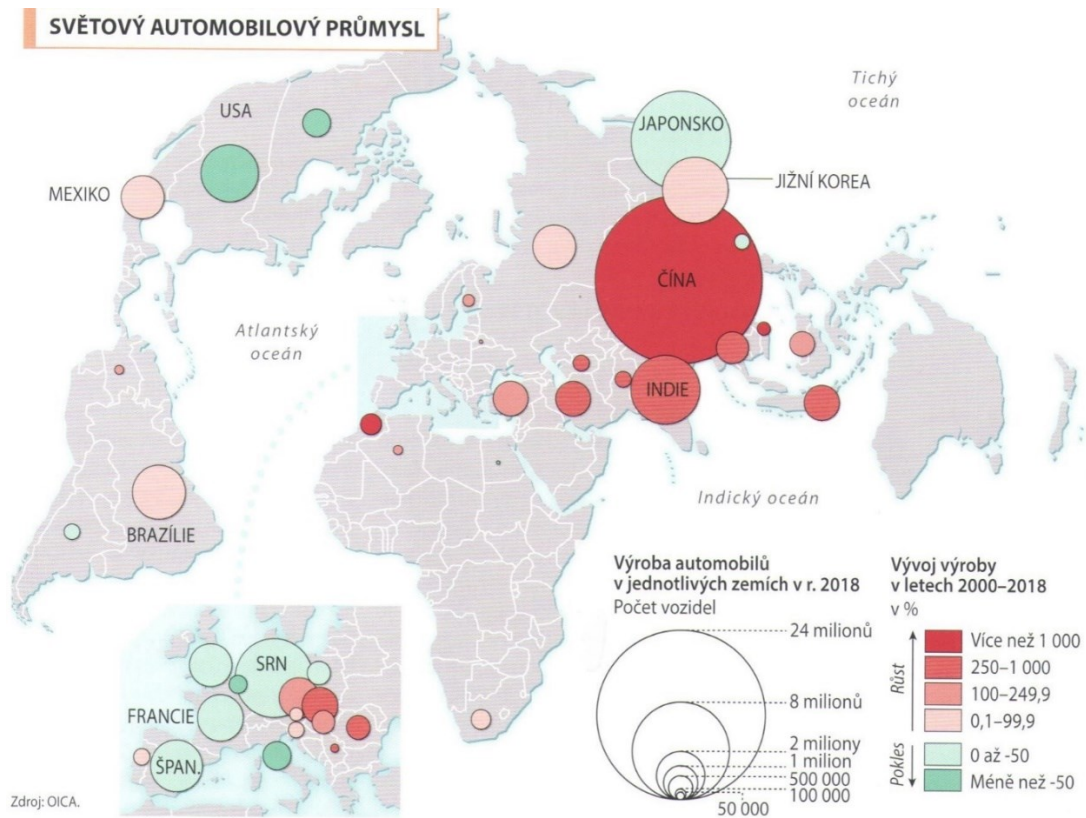 SVĚTOVÝ AUTOMOBILOVÝ PRŮMYSL
Tichý
oceán
USA
JAPONSKO
MEXIKO
JIŽNÍ KOREA
ČÍNA
Atlantský
oceán
INDIE
Indický oceán
BRAZÍLIE
SRN
FRANCIE
ŠPAN.
Zdroj: OICA.
Výroba automobilů
v jednotlivých zemích v r. 2018
Počet vozidel
24 milionů
8 milionů
2 miliony
1 milion
500 000
100 000
50 000
Vývoj výroby
v letech 2000–2018
v %
Růst
Více než 1 000
250–1 000
100–249,9
0,1–99,9
Pokles
0 až -50
Méně než -50